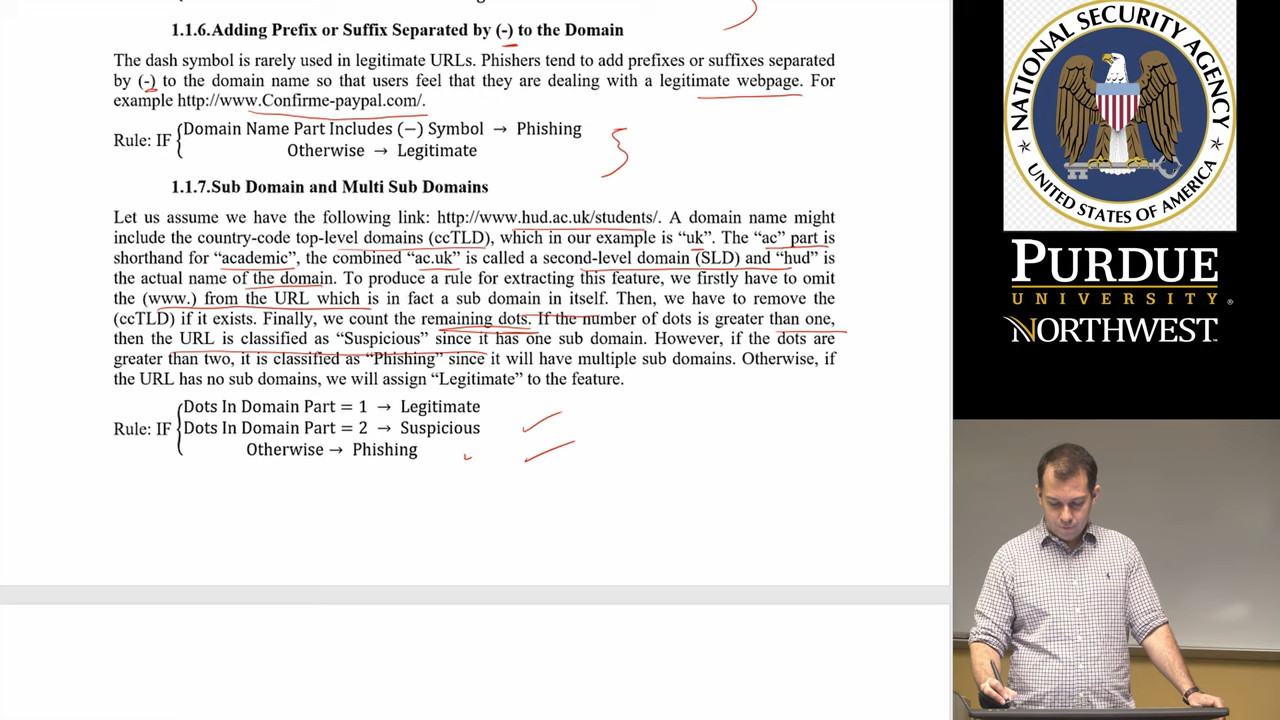 1.1.6.Adding Prefix or Suffix Separated by (-) to the Domain
The dash symbol is rarely used in legitimate URLs. Phishers tend to add prefixes or suffixes separated
by (-) to the domain name so that users feel that they are dealing with a legitimate webpage. For
example http://www.Confirme-paypal.com/.
Rule: IF {Domain Name Part Includes (−) Symbol → Phishing
Otherwise → Legitimate
1.1.7.Sub Domain and Multi Sub Domains
Let us assume we have the following link: http://www.hud.ac.uk/students/. A domain name might
include the country-code top-level domains (ccTLD), which in our example is “uk”. The “ac” part is
shorthand for “academic”, the combined “ac.uk” is called a second-level domain (SLD) and “hud” is
the actual name of the domain. To produce a rule for extracting this feature, we firstly have to omit
the (www.) from the URL which is in fact a sub domain in itself. Then, we have to remove the
(ccTLD) if it exists. Finally, we count the remaining dots. If the number of dots is greater than one,
then the URL is classified as “Suspicious” since it has one sub domain. However, if the dots are
greater than two, it is classified as “Phishing” since it will have multiple sub domains. Otherwise, if
the URL has no sub domains, we will assign “Legitimate” to the feature.
Dots In Domain Part = 1 → Legitimate
Rule: IF {Dots In Domain Part = 2 → Suspicious
Otherwise → Phishing
NATIONAL SECURITY AGENCY
UNITED STATES OF AMERICA
PURDUE
UNIVERSITY®
NORTHWEST™